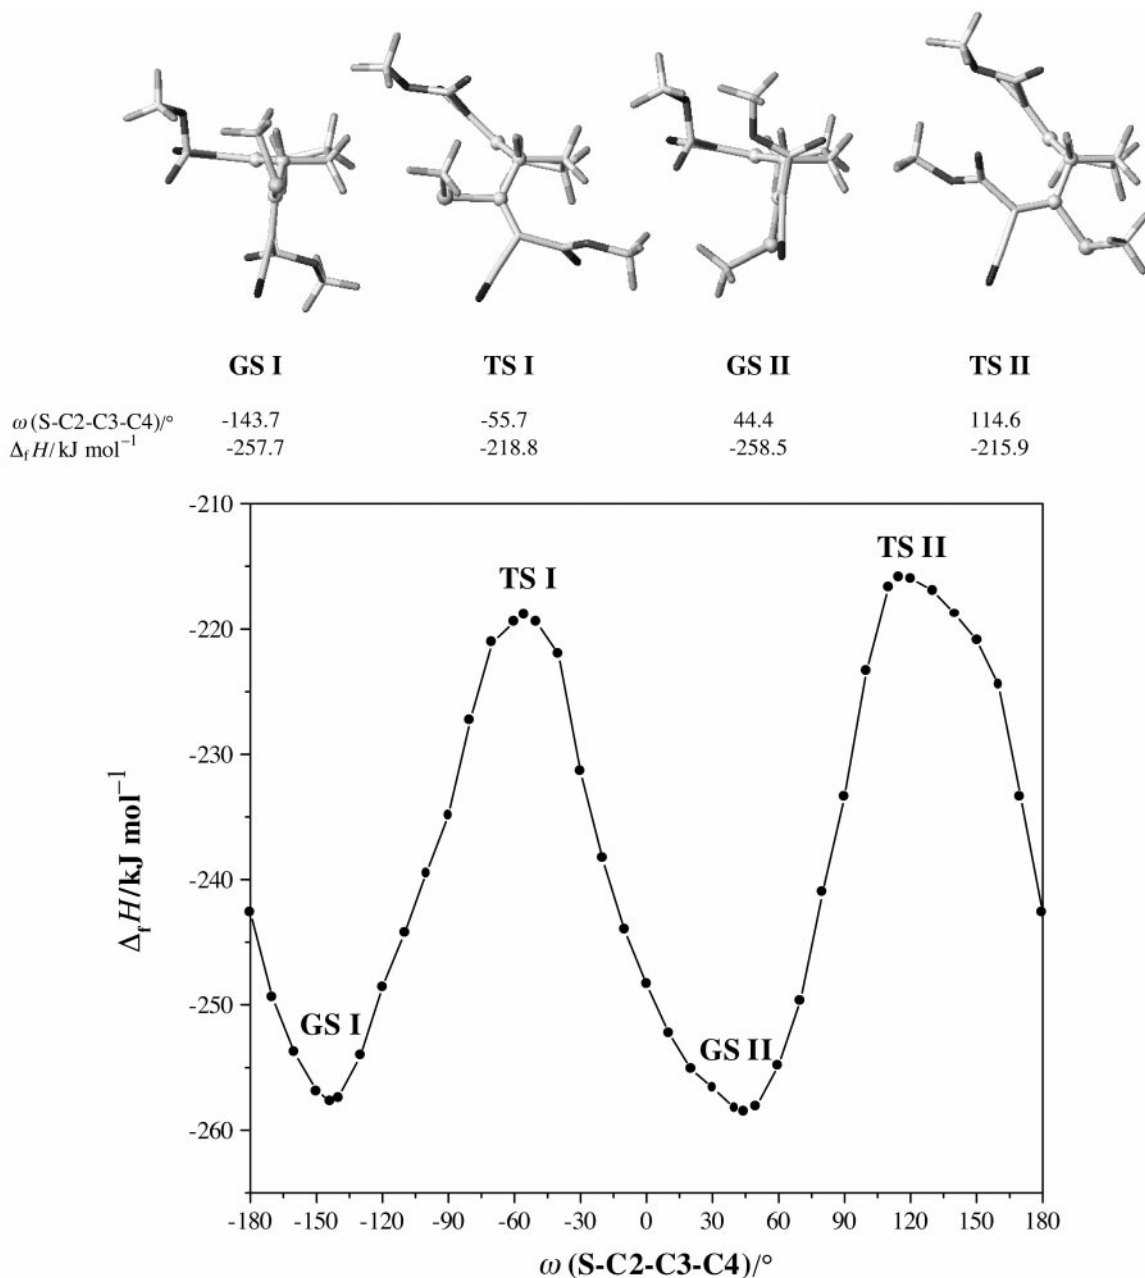 GS I TS I GS II TS II
ω (S-C2-C3-C4)/° -143.7 -55.7 44.4 114.6
ΔfH/ kJ mol⁻¹ -257.7 -218.8 -258.5 -215.9
-210
TS II
TS I
-220
-230
ΔfH/kJ mol⁻¹
-240
-250
GS I
GS II
-260
-180 -150 -120 -90 -60 -30 0 30 60 90 120 150 180
ω (S-C2-C3-C4)/°